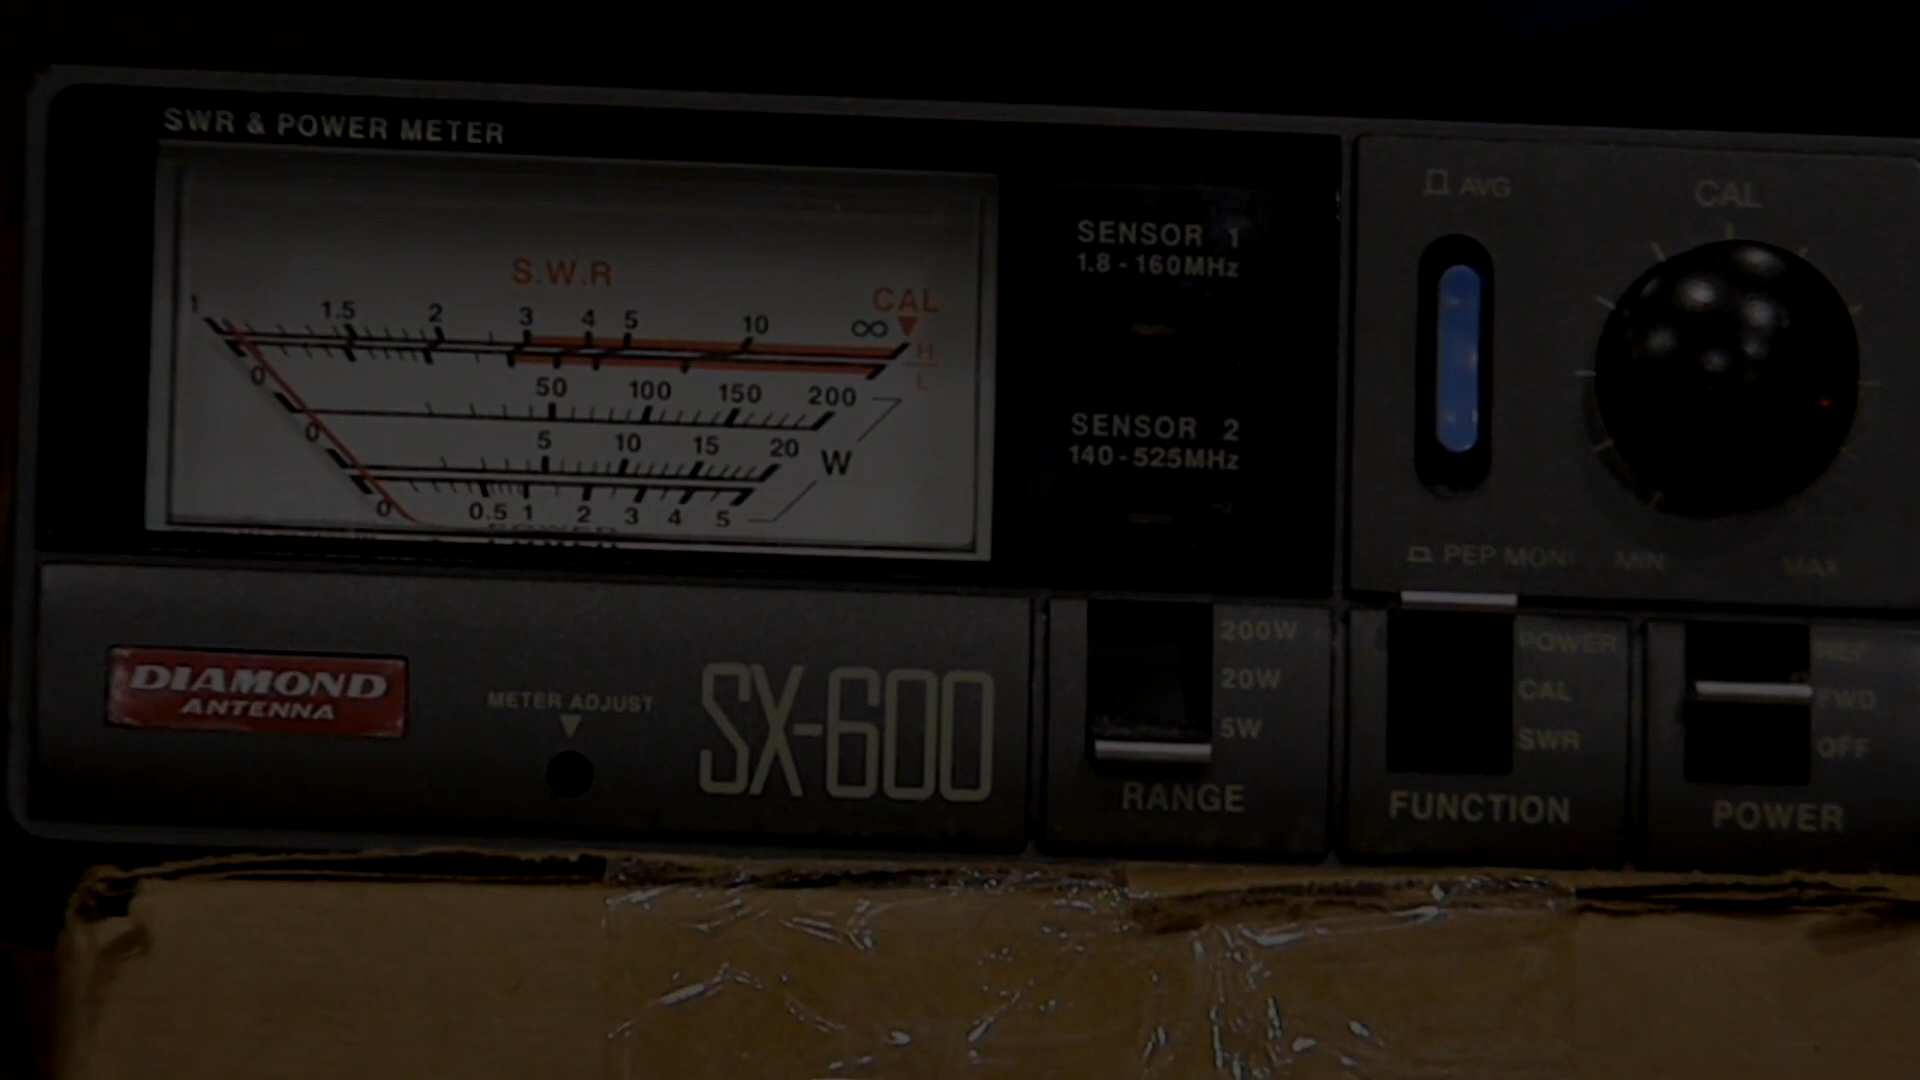 SWR & POWER METER
S.W.R
CAL
1 1.5 2 3 4 5 10 ∞
H
L
0 50 100 150 200
0 5 10 15 20
W
0 0.5 1 2 3 4 5
POWER
SENSOR 1
1.8 - 160MHz
SENSOR 2
140 - 525MHz
AVG
CAL
PEP MONI
MIN
MAX
DIAMOND
ANTENNA
METER ADJUST
SX-600
200W
20W
5W
RANGE
POWER
CAL
SWR
FUNCTION
REF
FWD
OFF
POWER